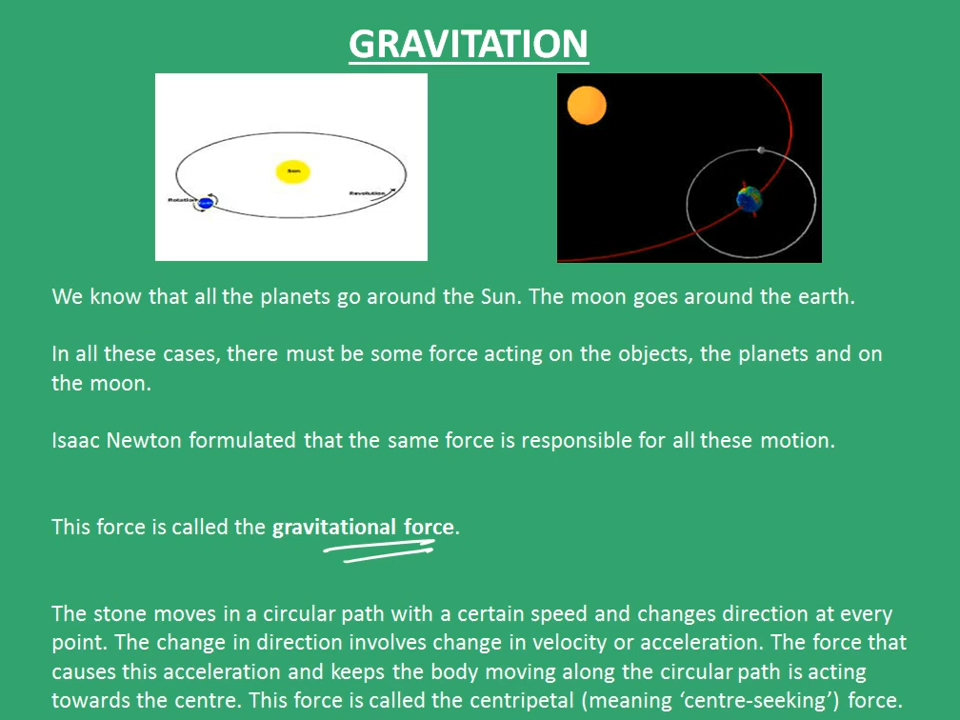 GRAVITATION
Sun
Revolution
Rotation
We know that all the planets go around the Sun. The moon goes around the earth.
In all these cases, there must be some force acting on the objects, the planets and on
the moon.
Isaac Newton formulated that the same force is responsible for all these motion.
This force is called the gravitational force.
The stone moves in a circular path with a certain speed and changes direction at every
point. The change in direction involves change in velocity or acceleration. The force that
causes this acceleration and keeps the body moving along the circular path is acting
towards the centre. This force is called the centripetal (meaning ‘centre-seeking’) force.